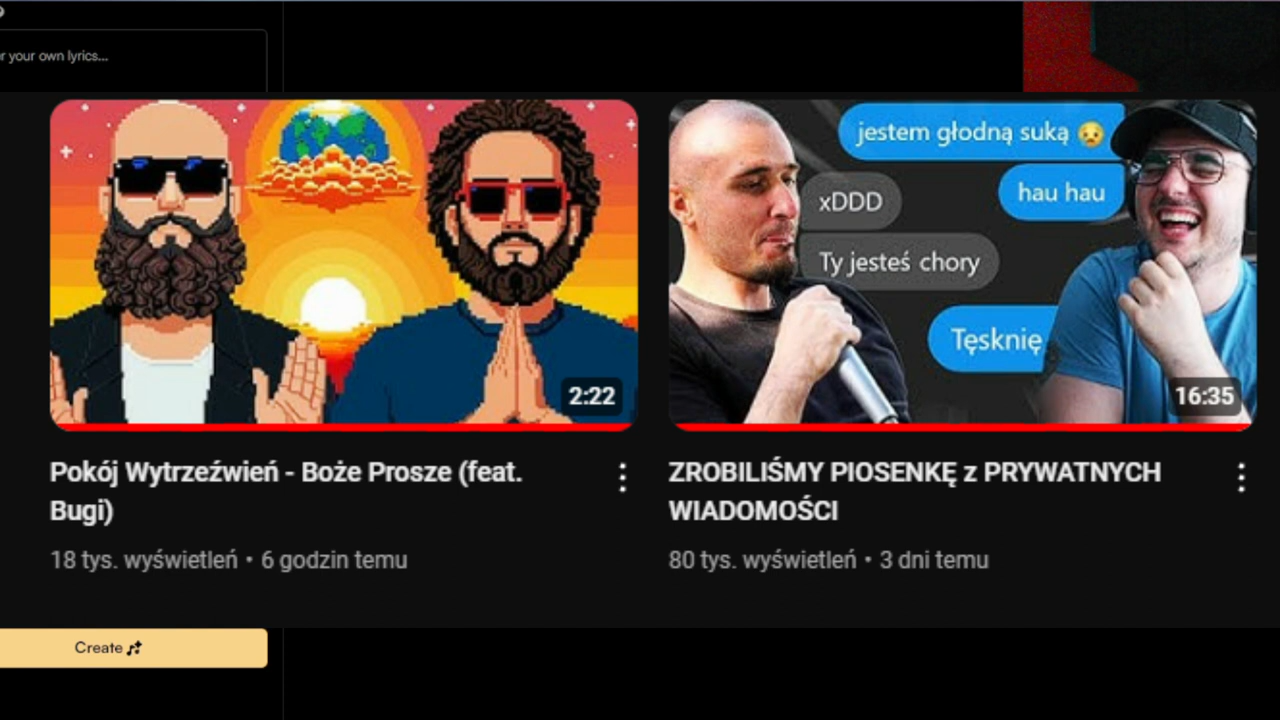 r your own lyrics...
jestem głodną suką 😥
xDDD
hau hau
Ty jesteś chory
Tęsknię
2:22
16:35
Pokój Wytrzeźwień - Boże Prosze (feat.
Bugi)
18 tys. wyświetleń • 6 godzin temu
ZROBILIŚMY PIOSENKĘ z PRYWATNYCH
WIADOMOŚCI
80 tys. wyświetleń • 3 dni temu
Create